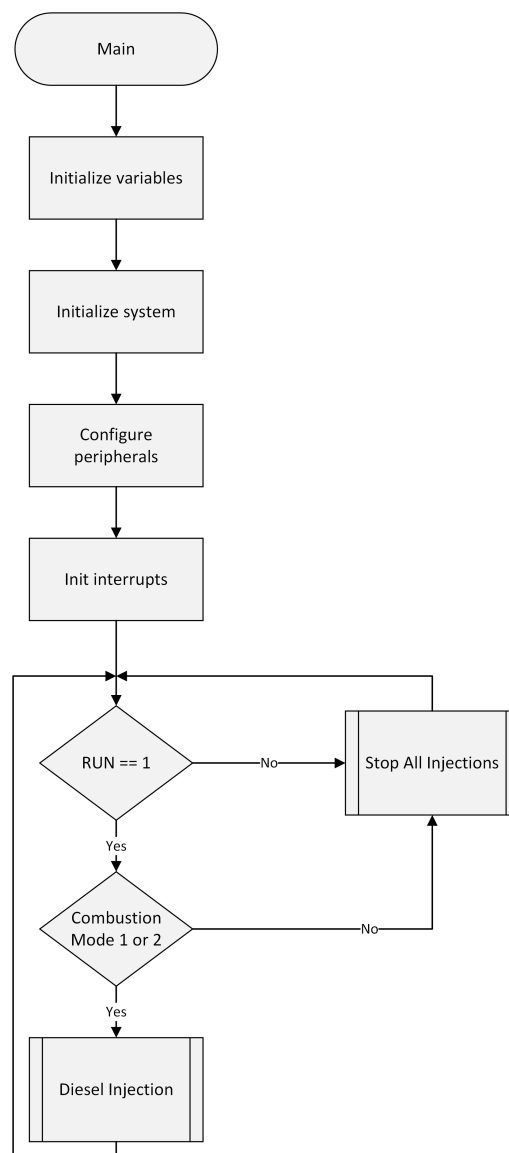 Main
Initialize variables
Initialize system
Configure
peripherals
Init interrupts
RUN == 1
No
Stop All Injections
Yes
Combustion
Mode 1 or 2
No
Yes
Diesel Injection